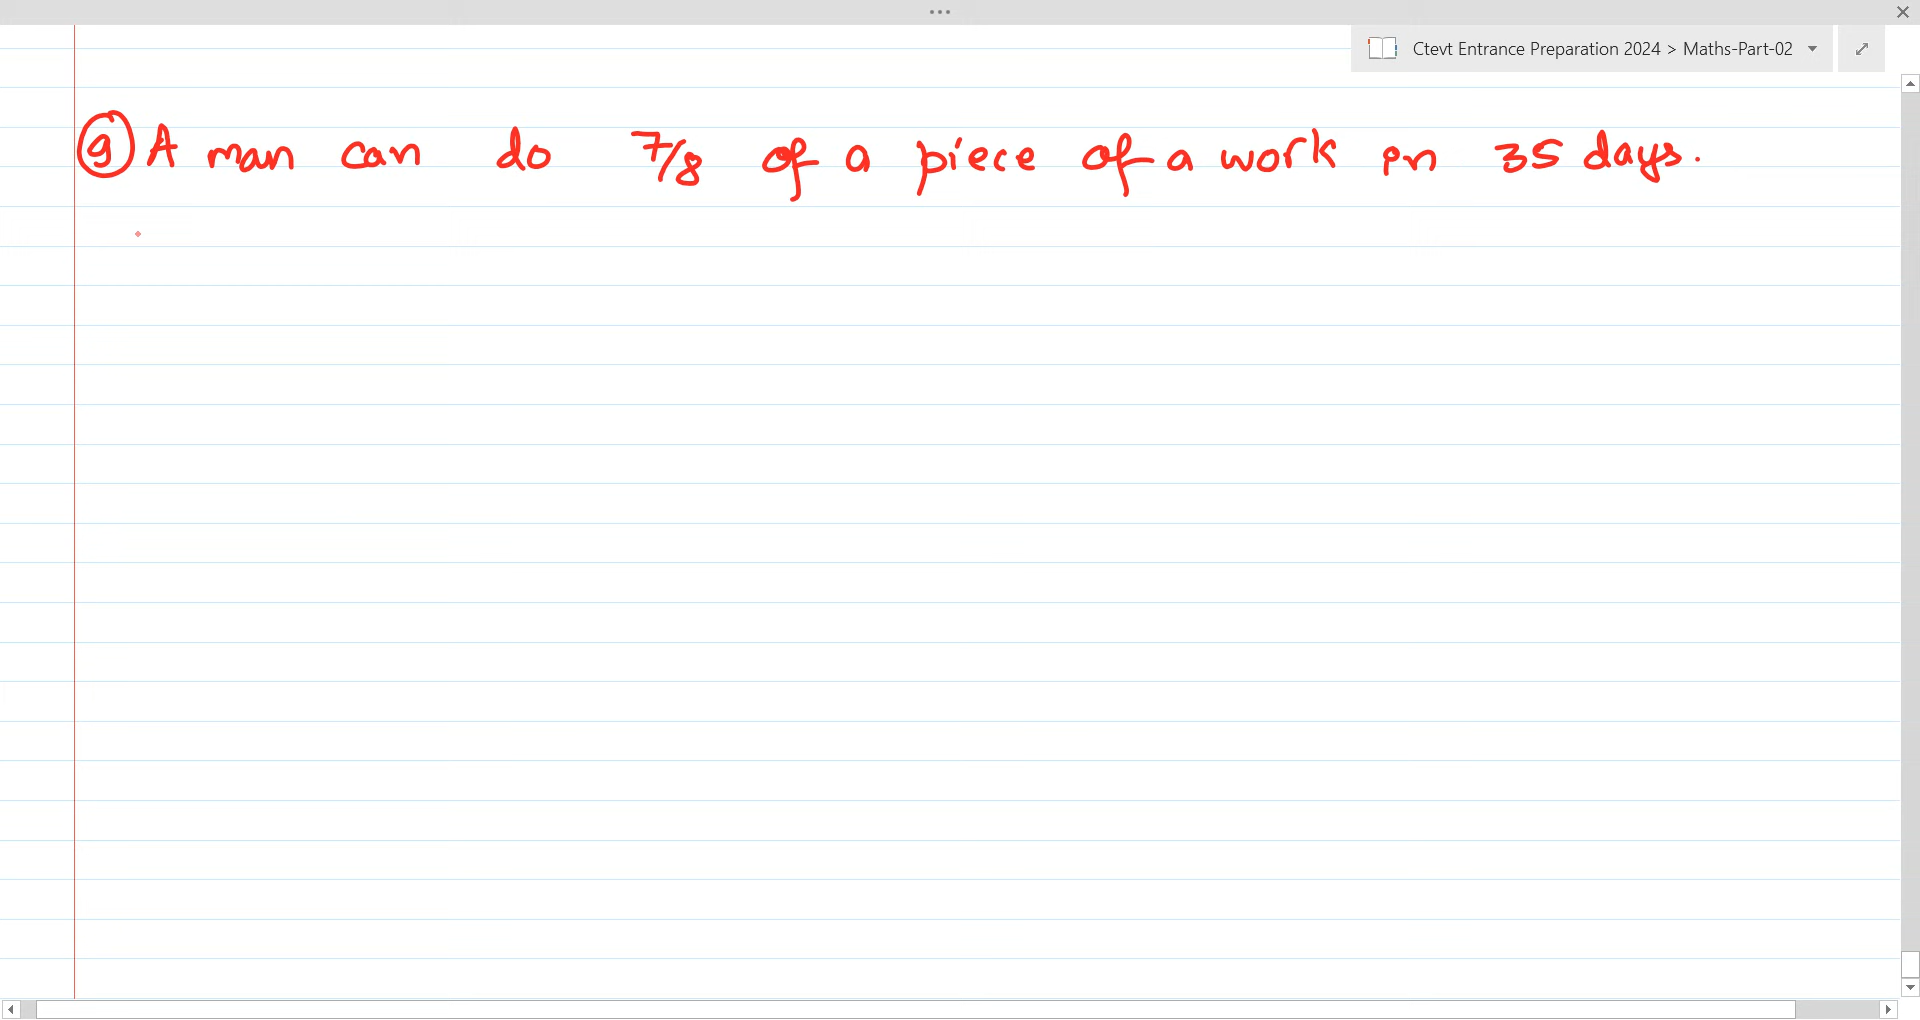 Ctevt Entrance Preparation 2024 > Maths-Part-02
9 A man can do 7/8 of a piece of a work in 35 days.